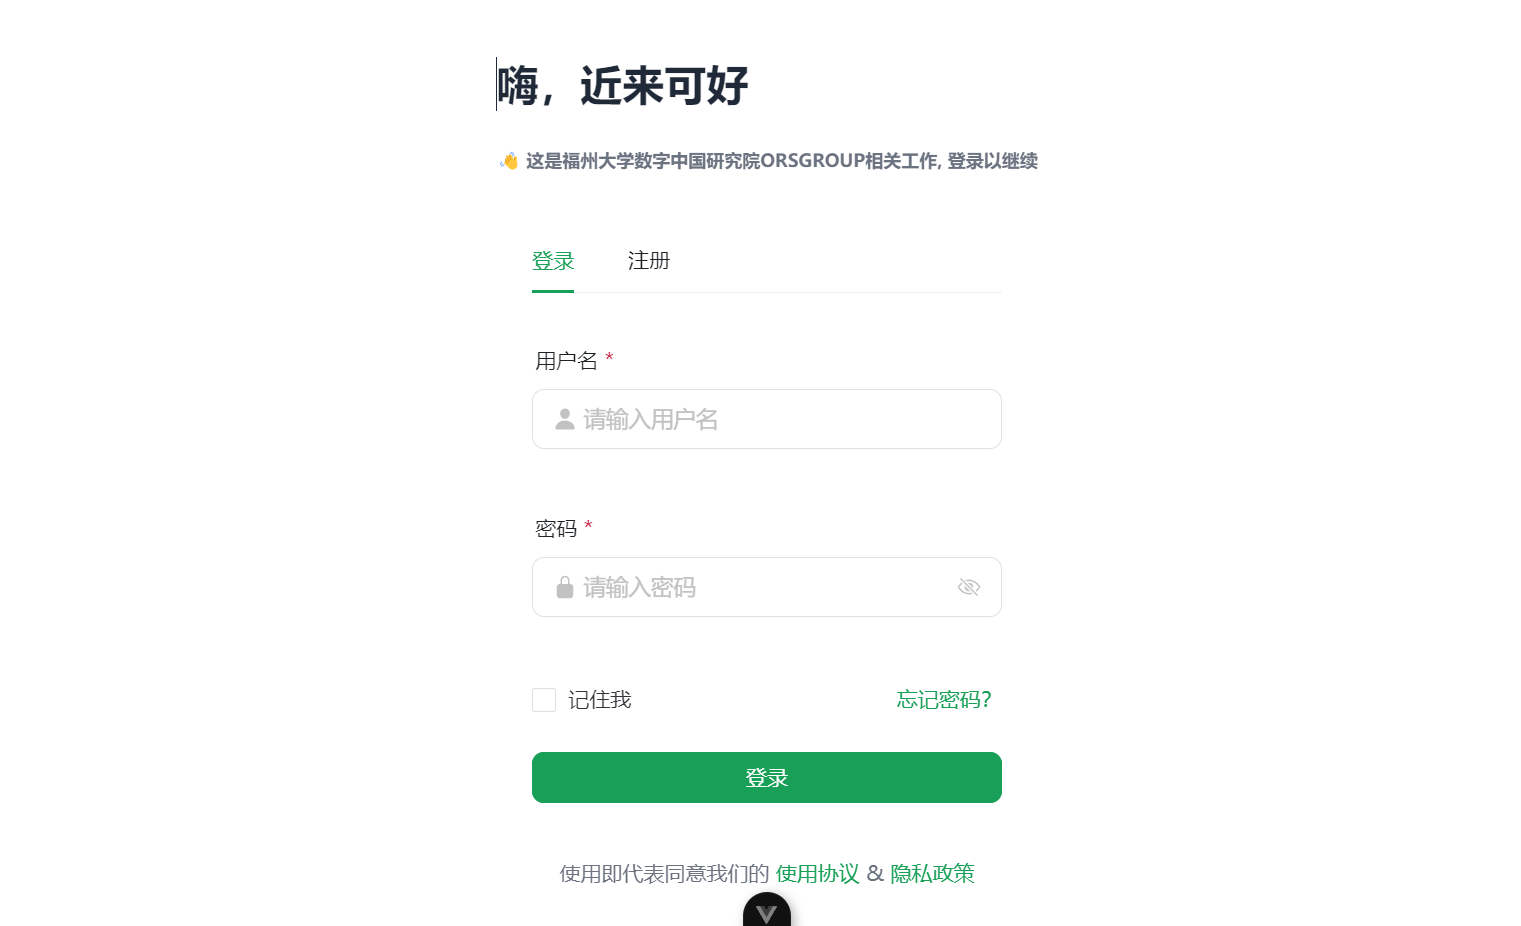 嗨，近来可好
👋 这是福州大学数字中国研究院ORSGROUP相关工作, 登录以继续
登录 注册
用户名 *
请输入用户名
密码 *
请输入密码
记住我 忘记密码?
登录
使用即代表同意我们的 使用协议 & 隐私政策